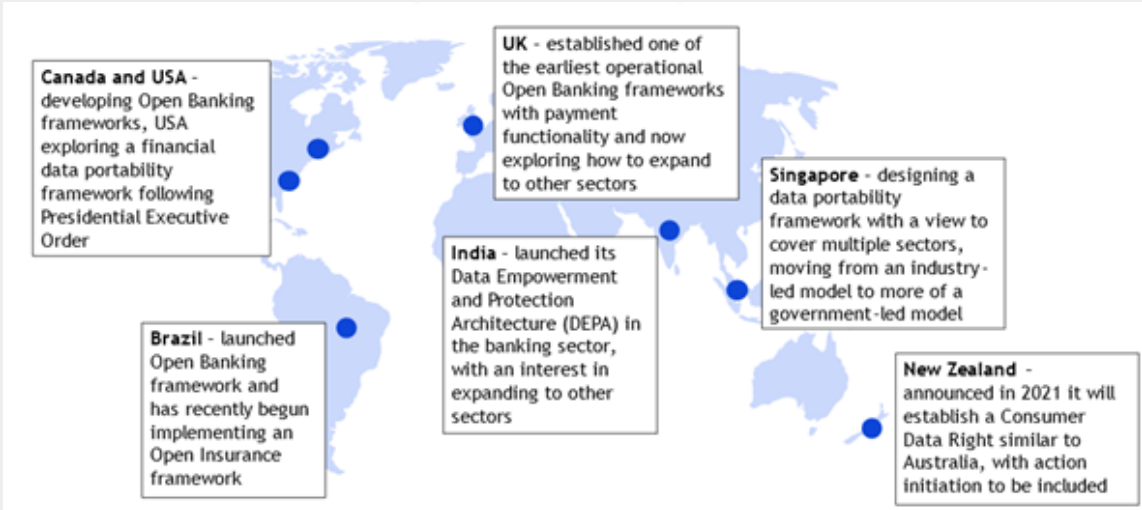 Canada and USA -
developing Open Banking
frameworks, USA
exploring a financial
data portability
framework following
Presidential Executive
Order
UK - established one of
the earliest operational
Open Banking frameworks
with payment
functionality and now
exploring how to expand
to other sectors
Singapore - designing a
data portability
framework with a view to
cover multiple sectors,
moving from an industry-
led model to more of a
government-led model
India - launched its
Data Empowerment
and Protection
Architecture (DEPA) in
the banking sector,
with an interest in
expanding to other
sectors
Brazil - launched
Open Banking
framework and
has recently begun
implementing an
Open Insurance
framework
New Zealand -
announced in 2021 it will
establish a Consumer
Data Right similar to
Australia, with action
initiation to be included